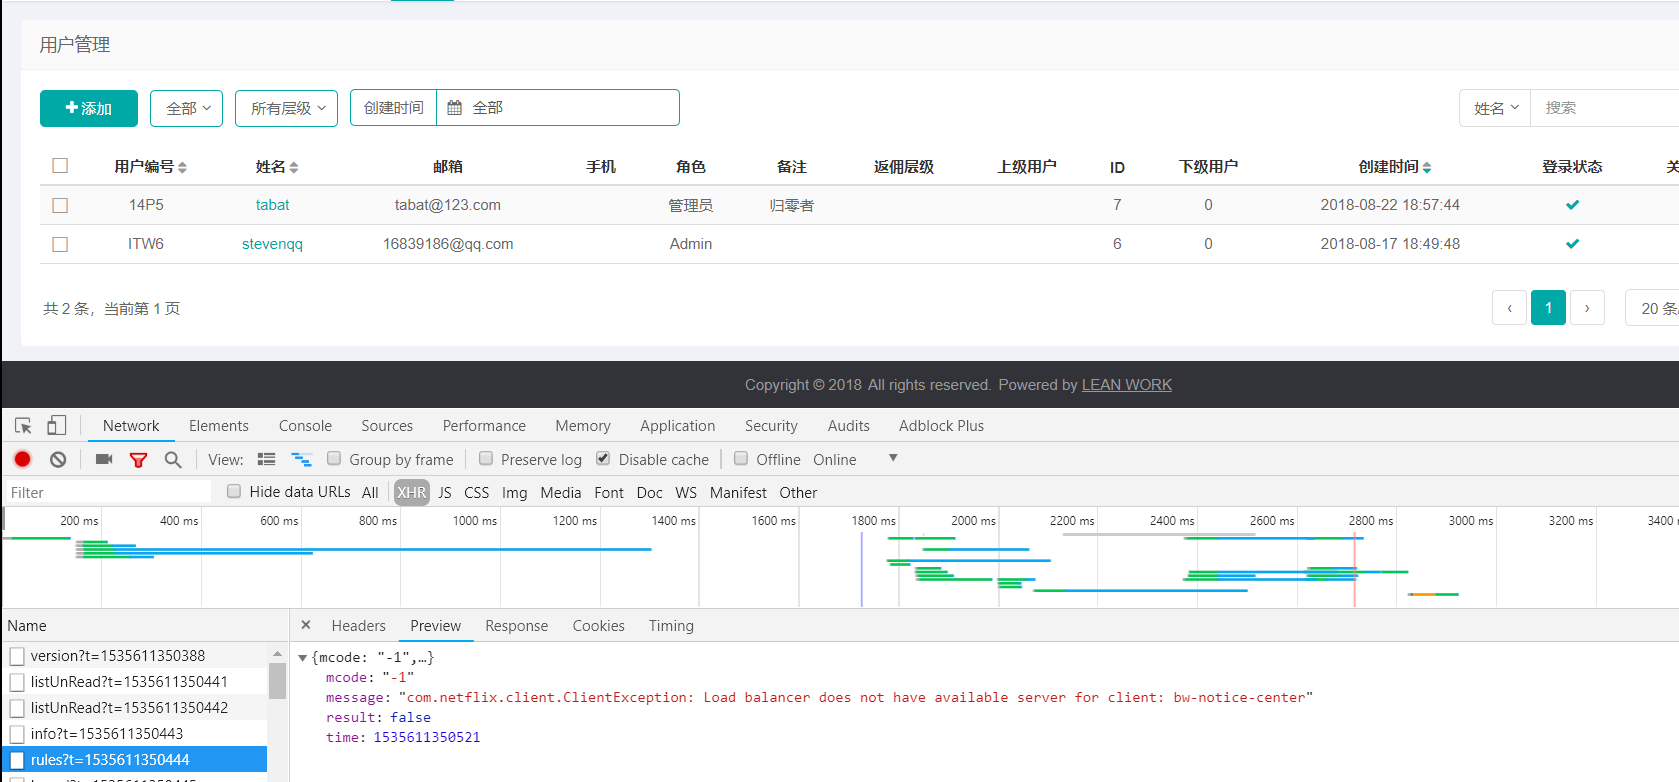 用户管理
添加 全部 所有层级 创建时间 全部 姓名 搜索
用户编号 姓名 邮箱 手机 角色 备注 返佣层级 上级用户 ID 下级用户 创建时间 登录状态 关
14P5 tabat tabat@123.com 管理员 归零者 7 0 2018-08-22 18:57:44
ITW6 stevenqq 16839186@qq.com Admin 6 0 2018-08-17 18:49:48
共 2 条，当前第 1 页 ‹ 1 › 20 条
Copyright © 2018 All rights reserved. Powered by LEAN WORK
Network Elements Console Sources Performance Memory Application Security Audits Adblock Plus
View: Group by frame Preserve log Disable cache Offline Online
Filter Hide data URLs All XHR JS CSS Img Media Font Doc WS Manifest Other
200 ms 400 ms 600 ms 800 ms 1000 ms 1200 ms 1400 ms 1600 ms 1800 ms 2000 ms 2200 ms 2400 ms 2600 ms 2800 ms 3000 ms 3200 ms 3400
Name × Headers Preview Response Cookies Timing
version?t=1535611350388
listUnRead?t=1535611350441
listUnRead?t=1535611350442
info?t=1535611350443
rules?t=1535611350444
{mcode: "-1",…}
mcode: "-1"
message: "com.netflix.client.ClientException: Load balancer does not have available server for client: bw-notice-center"
result: false
time: 1535611350521